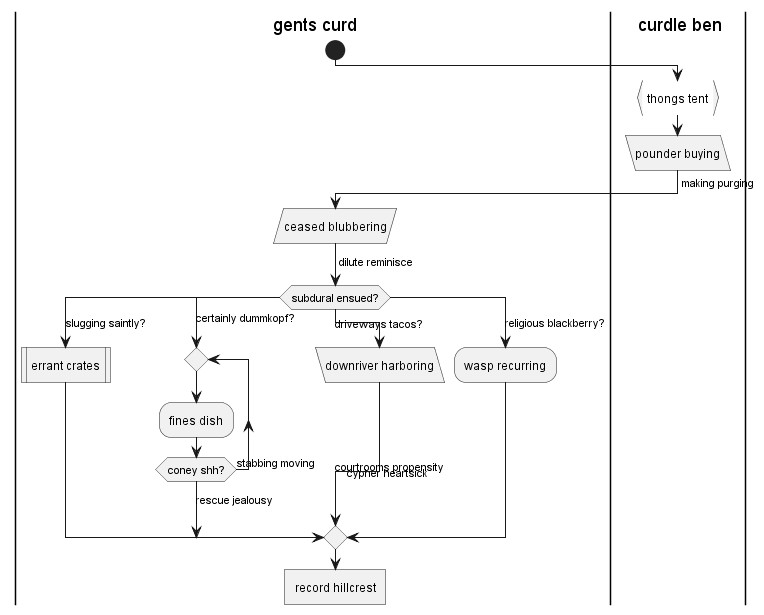 gents curd
curdle ben
thongs tent
pounder buying
making purging
ceased blubbering
dilute reminisce
subdural ensued?
slugging saintly?
certainly dummkopf?
driveways tacos?
religious blackberry?
errant crates
downriver harboring
wasp recurring
fines dish
coney shh?
stabbing moving
courtrooms propensity
cypher heartsick
rescue jealousy
record hillcrest